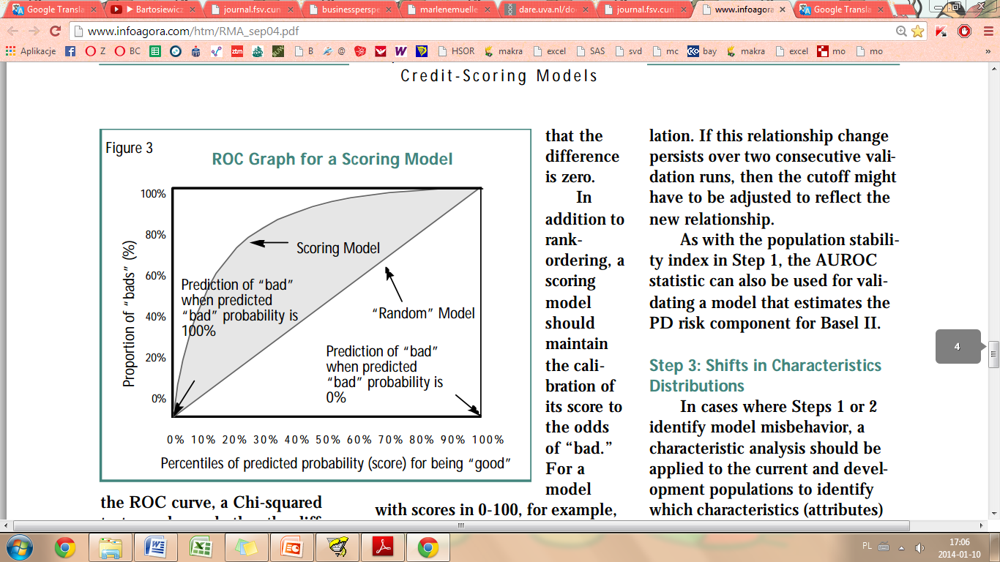 Google Transla
Bartosiewicz
journal.fsv.cun
businessperspe
marlenemuelle
dare.uva.nl/do
journal.fsv.cun
www.infoagora
Google Transla
www.infoagora.com/htm/RMA_sep04.pdf
Aplikacje
Z
BC
ztm
B
@
HSOR
makra
excel
SAS
svd
mc
bay
makra
excel
mo
mo
»
Credit-Scoring Models
Figure 3
ROC Graph for a Scoring Model
Proportion of “bads” (%)
100%
80%
60%
40%
20%
0%
Scoring Model
Prediction of “bad”
when predicted
“bad” probability is
100%
“Random” Model
Prediction of “bad”
when predicted
“bad” probability is
0%
0% 10% 20% 30% 40% 50% 60% 70% 80% 90% 100%
Percentiles of predicted probability (score) for being “good”
the ROC curve, a Chi-squared
that the
difference
is zero.
In
addition to
rank-
ordering, a
scoring
model
should
maintain
the cali-
bration of
its score to
the odds
of “bad.”
For a
model
with scores in 0-100, for example,
lation. If this relationship change
persists over two consecutive vali-
dation runs, then the cutoff might
have to be adjusted to reflect the
new relationship.
As with the population stabili-
ty index in Step 1, the AUROC
statistic can also be used for vali-
dating a model that estimates the
PD risk component for Basel II.
Step 3: Shifts in Characteristics
Distributions
In cases where Steps 1 or 2
identify model misbehavior, a
characteristic analysis should be
applied to the current and devel-
opment populations to identify
which characteristics (attributes)
4
PL
17:06
2014-01-10